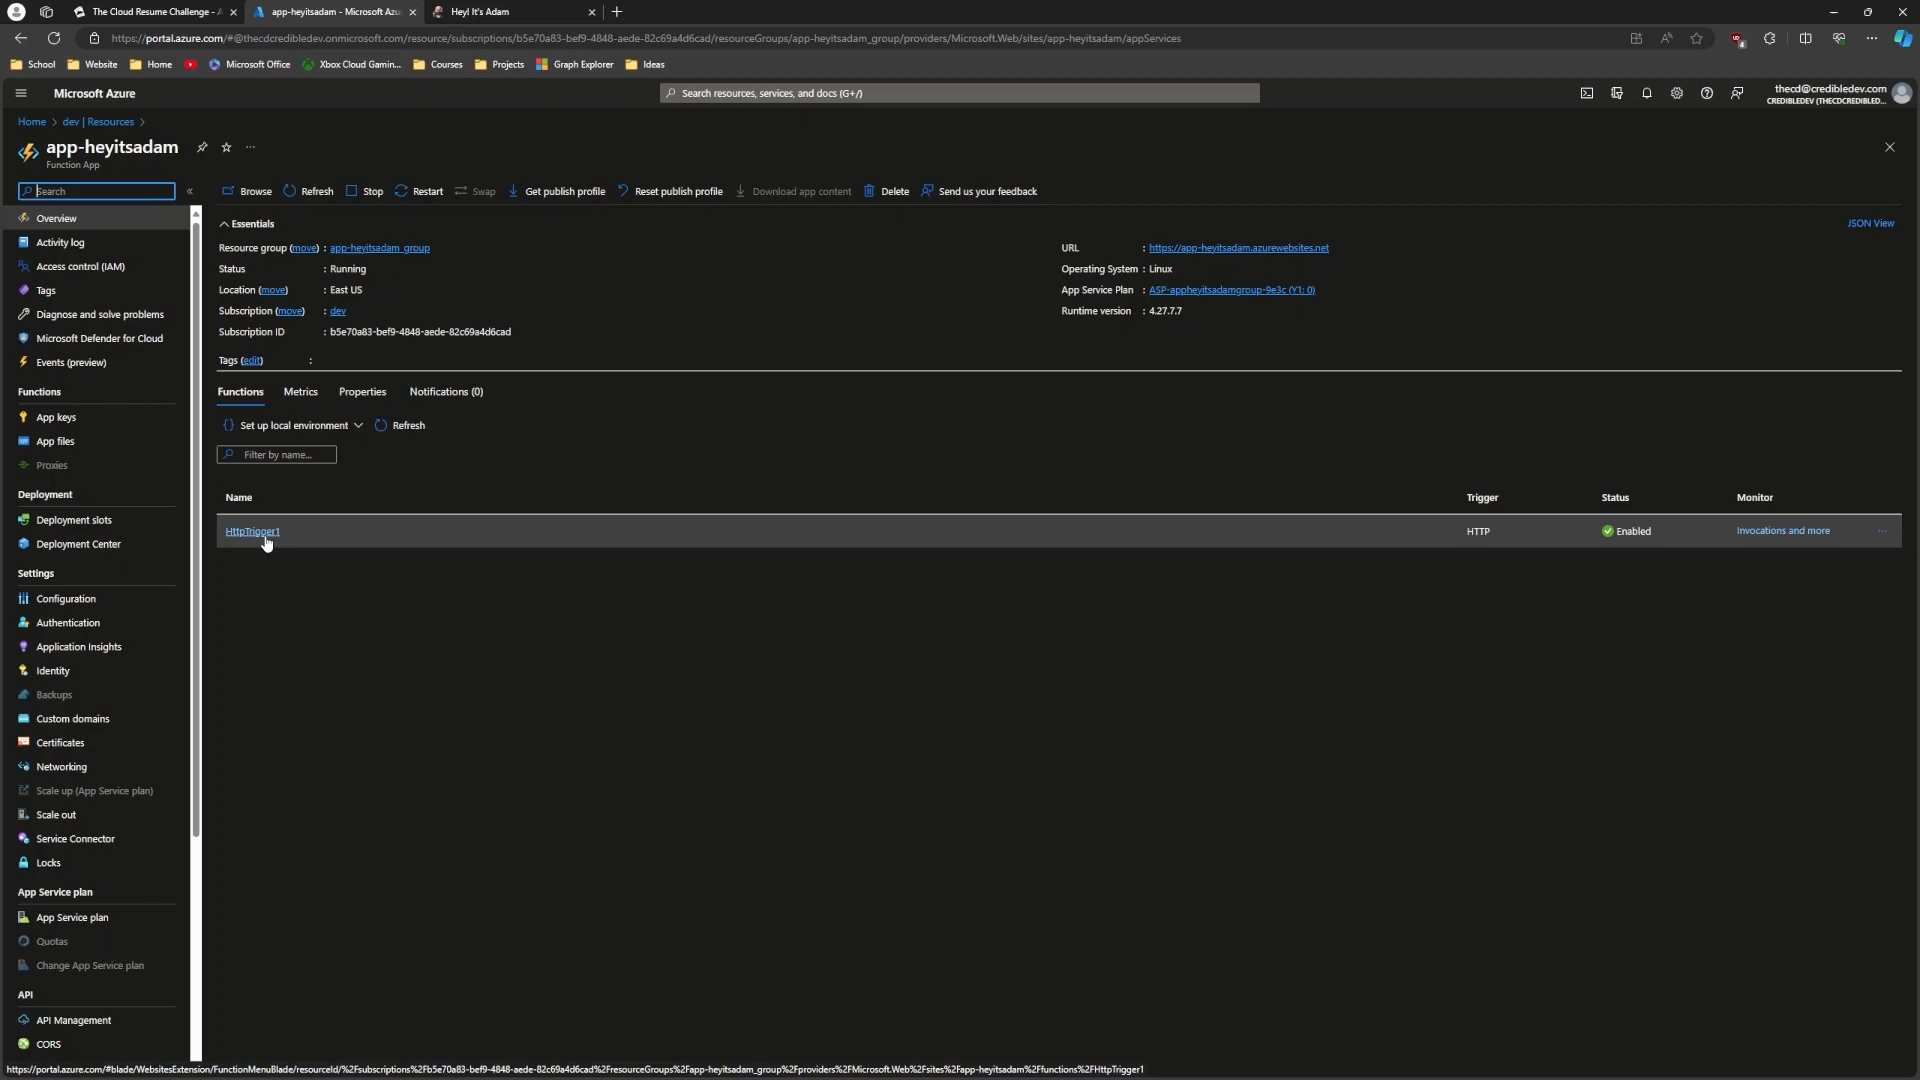 The Cloud Resume Challenge - A
app-heyitsadam - Microsoft Azu
Hey! It's Adam
https://portal.azure.com/#@thecdcredibledev.onmicrosoft.com/resource/subscriptions/b5e70a83-bef9-4848-aede-82c69a4d6cad/resourceGroups/app-heyitsadam_group/providers/Microsoft.Web/sites/app-heyitsadam/appServices
School Website Home Microsoft Office Xbox Cloud Gamin... Courses Projects Graph Explorer Ideas
Microsoft Azure
Search resources, services, and docs (G+/)
thecd@credibledev.com
CREDIBLEDEV (THECDCREDIBLED...
Home > dev | Resources >
app-heyitsadam
Function App
Search
Browse Refresh Stop Restart Swap Get publish profile Reset publish profile Download app content Delete Send us your feedback
Overview
Activity log
Access control (IAM)
Tags
Diagnose and solve problems
Microsoft Defender for Cloud
Events (preview)
Functions
App keys
App files
Proxies
Deployment
Deployment slots
Deployment Center
Settings
Configuration
Authentication
Application Insights
Identity
Backups
Custom domains
Certificates
Networking
Scale up (App Service plan)
Scale out
Service Connector
Locks
App Service plan
App Service plan
Quotas
Change App Service plan
API
API Management
CORS
Essentials
JSON View
Resource group (move) : app-heyitsadam_group
Status : Running
Location (move) : East US
Subscription (move) : dev
Subscription ID : b5e70a83-bef9-4848-aede-82c69a4d6cad
Tags (edit) :
URL : https://app-heyitsadam.azurewebsites.net
Operating System : Linux
App Service Plan : ASP-appheyitsadamgroup-9e3c (Y1: 0)
Runtime version : 4.27.7.7
Functions Metrics Properties Notifications (0)
Set up local environment Refresh
Filter by name...
Name Trigger Status Monitor
HttpTrigger1 HTTP Enabled Invocations and more
https://portal.azure.com/#blade/WebsitesExtension/FunctionMenuBlade/resourceId/%2Fsubscriptions%2Fb5e70a83-bef9-4848-aede-82c69a4d6cad%2FresourceGroups%2Fapp-heyitsadam_group%2Fproviders%2FMicrosoft.Web%2Fsites%2Fapp-heyitsadam%2Ffunctions%2FHttpTrigger1